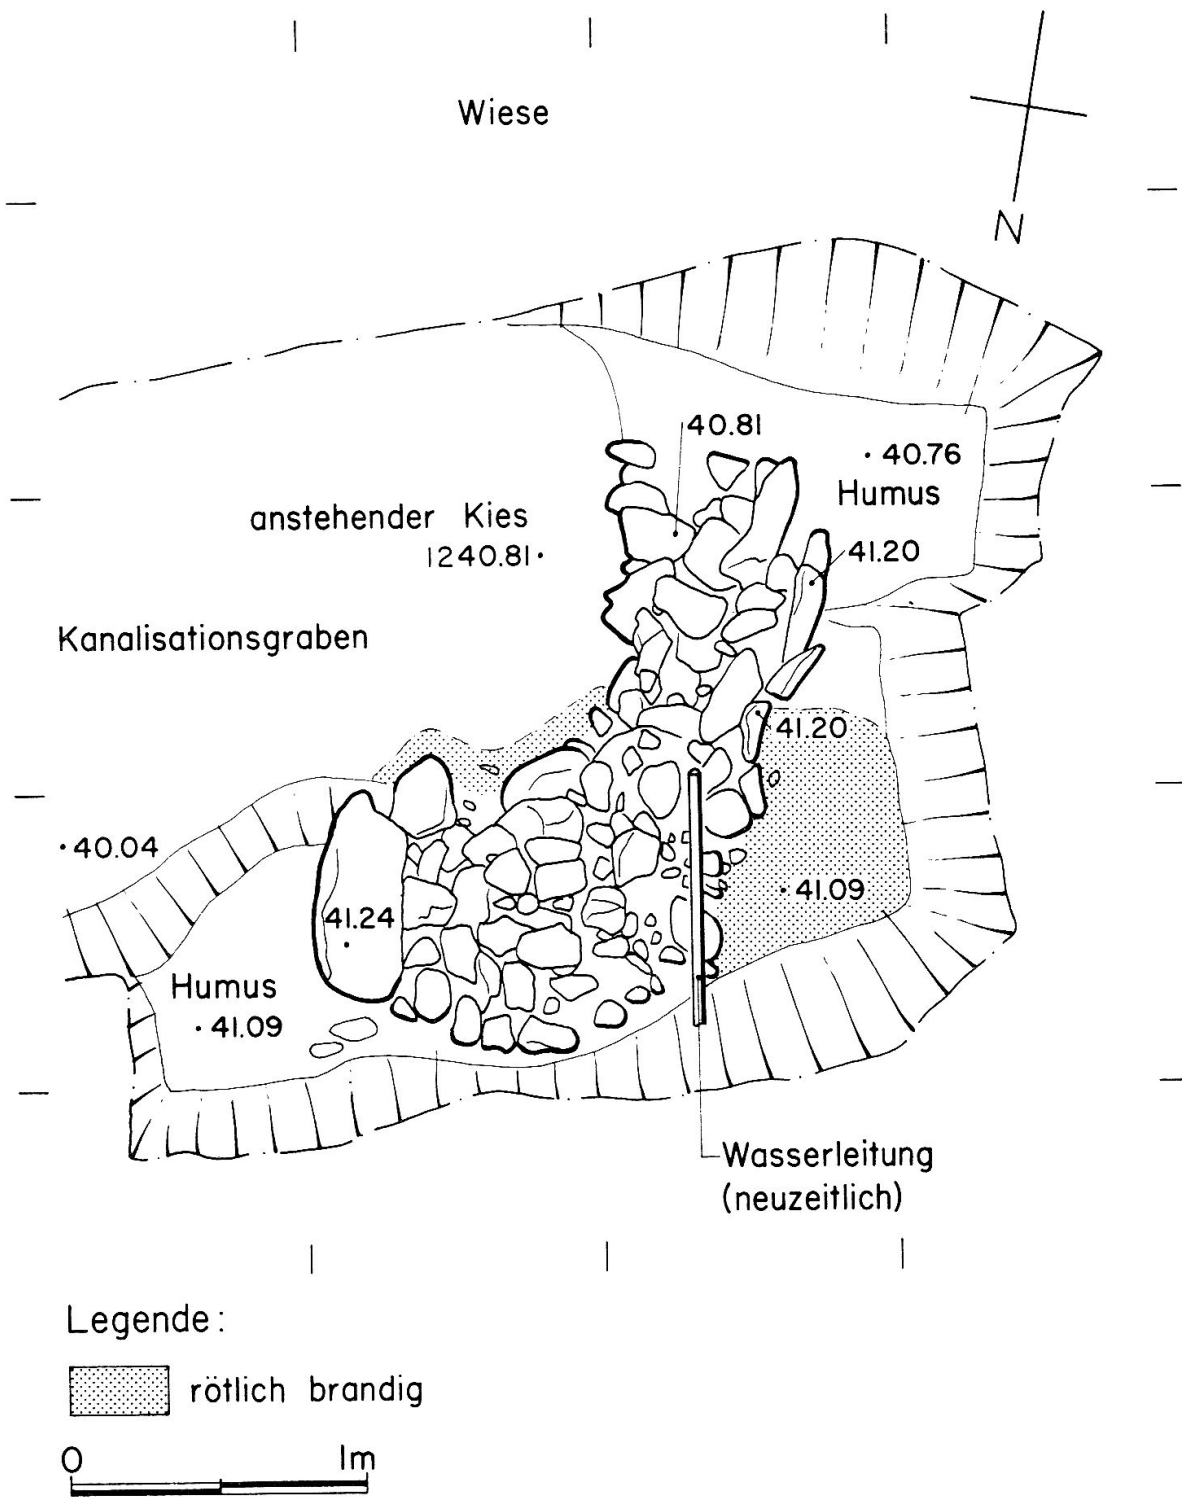 Wiese
N
40.81
40.76
Humus
anstehender Kies
1240.81
41.20
Kanalisationsgraben
41.20
40.04
41.09
41.24
Humus
41.09
Wasserleitung
(neuzeitlich)
Legende:
rötlich brandig
0 1m